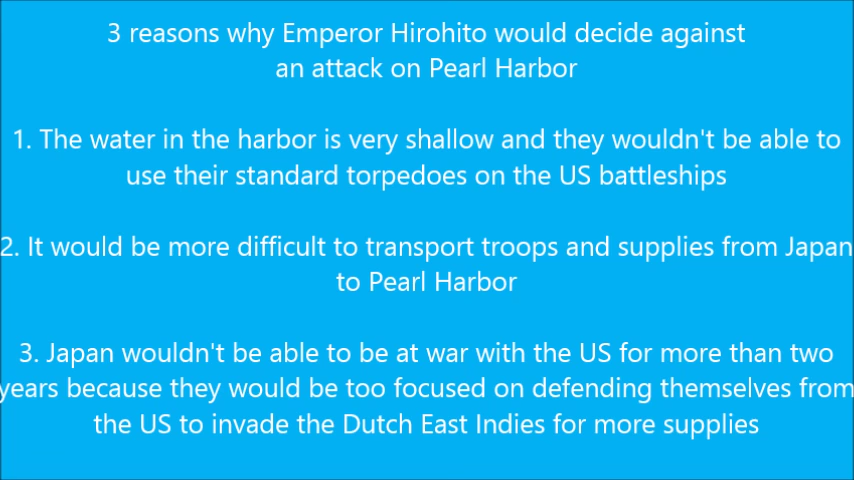 3 reasons why Emperor Hirohito would decide against
an attack on Pearl Harbor
1. The water in the harbor is very shallow and they wouldn't be able to
use their standard torpedoes on the US battleships
2. It would be more difficult to transport troops and supplies from Japan
to Pearl Harbor
3. Japan wouldn't be able to be at war with the US for more than two
years because they would be too focused on defending themselves from
the US to invade the Dutch East Indies for more supplies